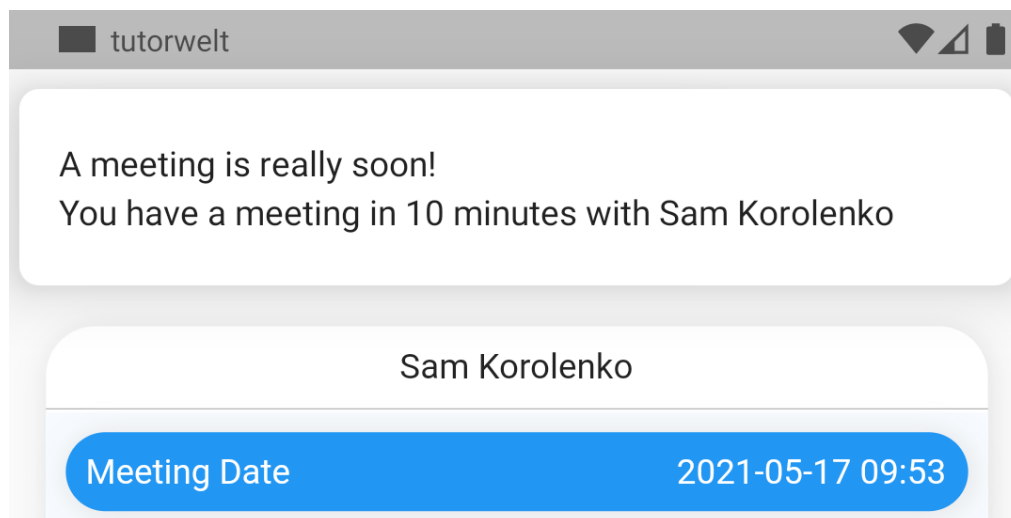 tutorwelt
A meeting is really soon!
You have a meeting in 10 minutes with Sam Korolenko
Sam Korolenko
Meeting Date 2021-05-17 09:53